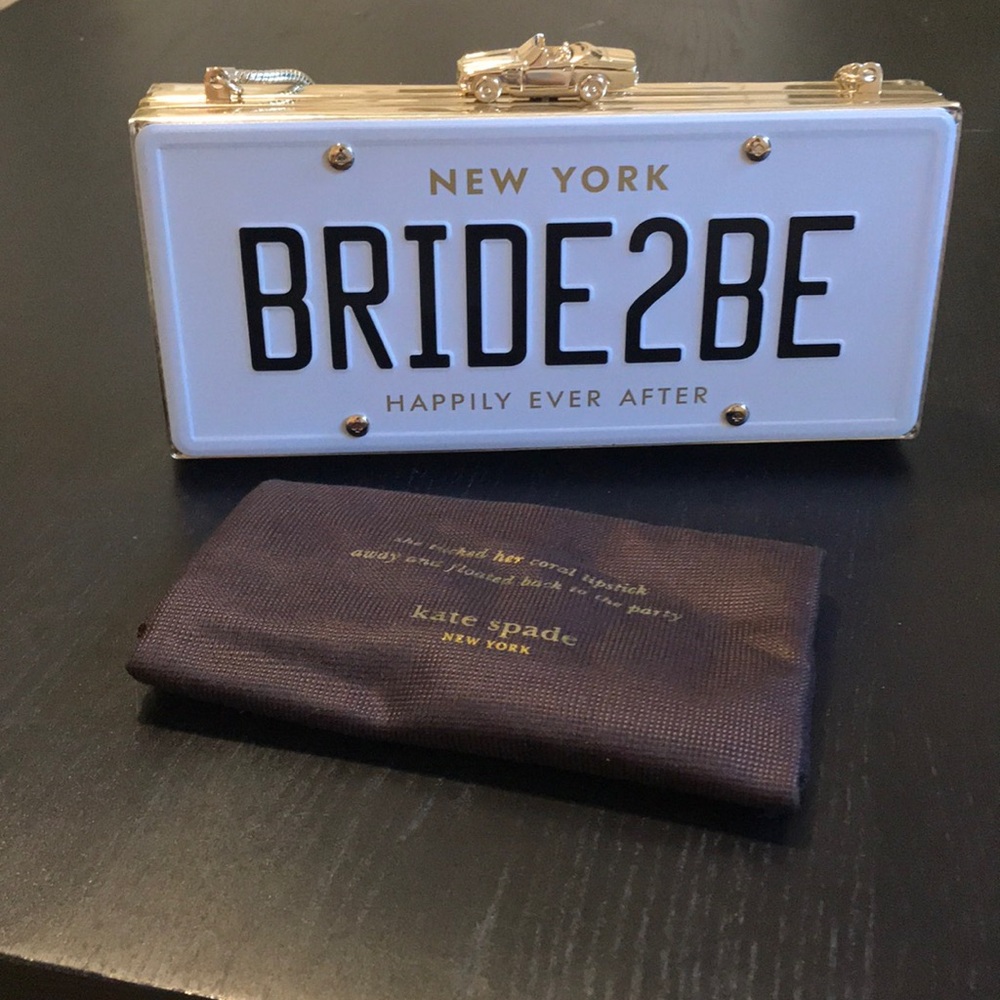 NEW YORK
BRIDE2BE
HAPPILY EVER AFTER
she tucked her coral lipstick
away and floated back to the party
kate spade
NEW YORK